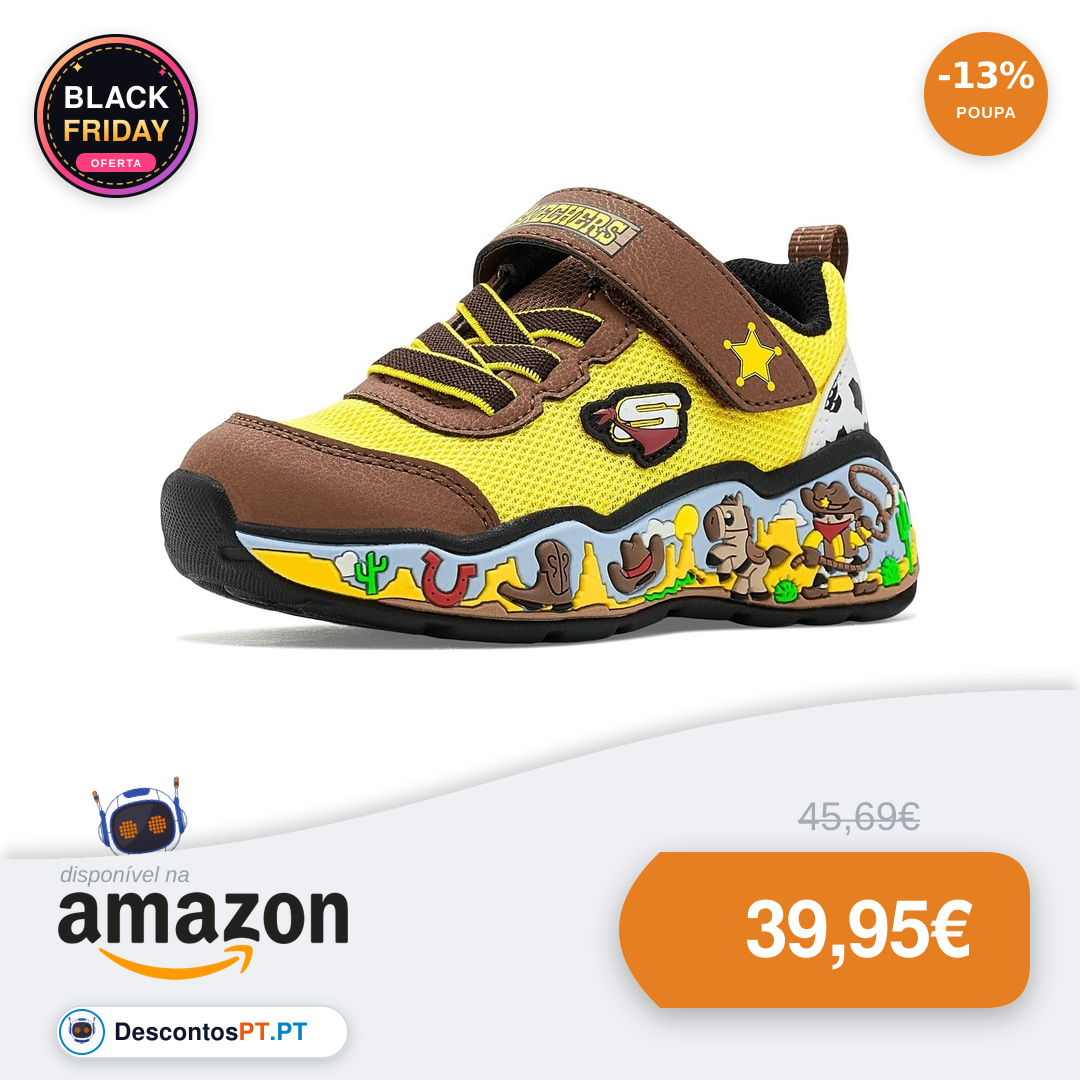 BLACK
FRIDAY
OFERTA
-13%
POUPA
SKECHERS
S
45,69€
disponível na
amazon
39,95€
DescontosPT.PT